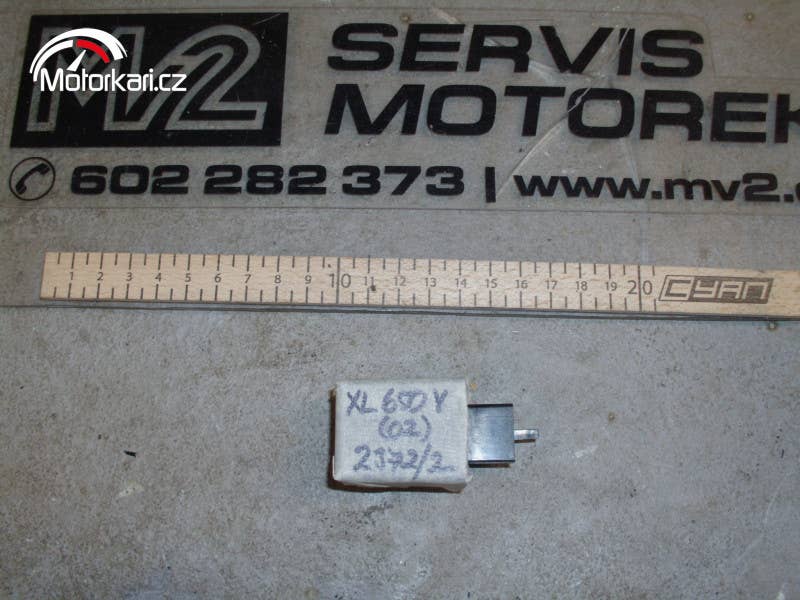 Motorkari.cz
MV2
SERVIS
MOTOREK
602 282 373 | www.mv2.
1 2 3 4 5 6 7 8 9 10 11 12 13 14 15 16 17 18 19 20 CYAN
XL 650 V
(02)
2372/2